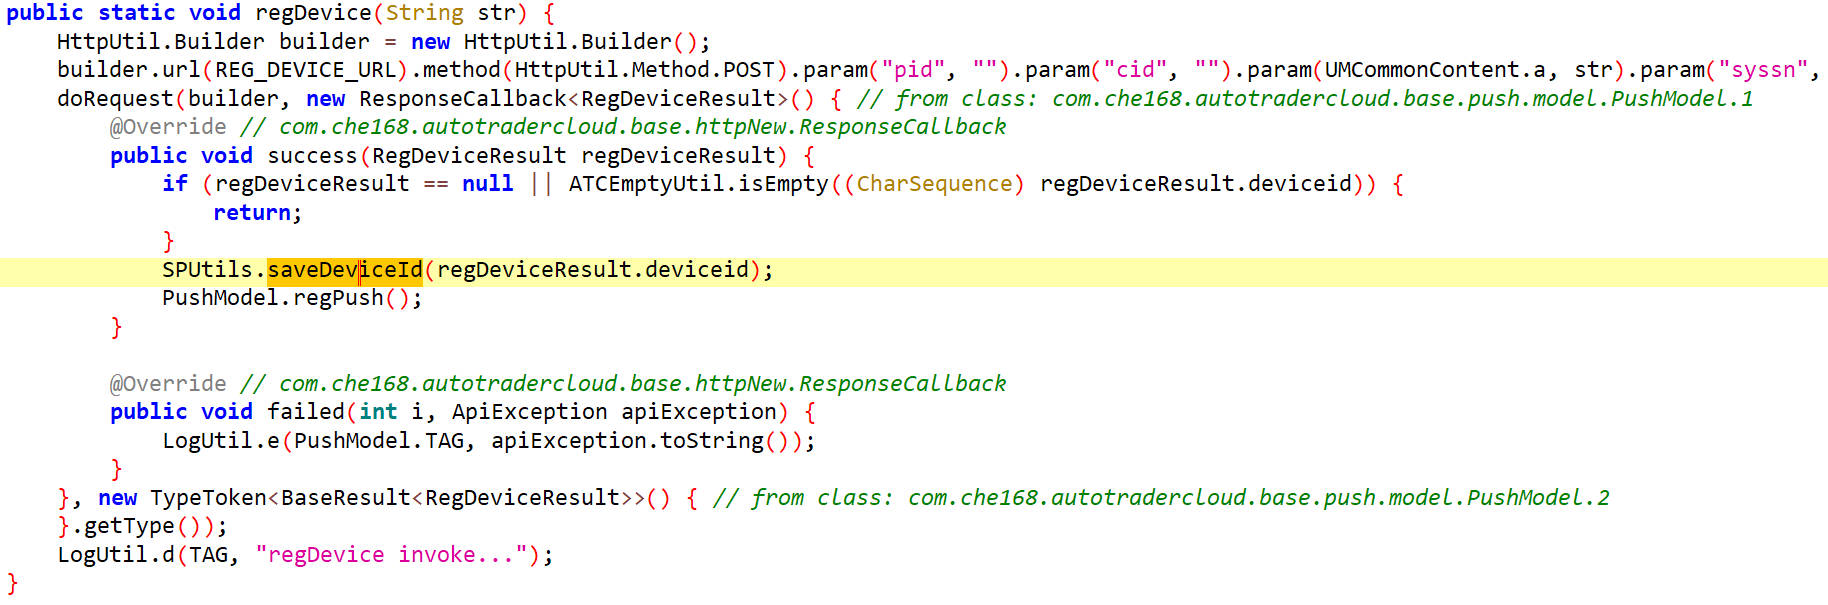 public static void regDevice(String str) {
HttpUtil.Builder builder = new HttpUtil.Builder();
builder.url(REG_DEVICE_URL).method(HttpUtil.Method.POST).param("pid", "").param("cid", "").param(UMCommonContent.a, str).param("syssn",
doRequest(builder, new ResponseCallback<RegDeviceResult>() { // from class: com.che168.autotradercloud.base.push.model.PushModel.1
@Override // com.che168.autotradercloud.base.httpNew.ResponseCallback
public void success(RegDeviceResult regDeviceResult) {
if (regDeviceResult == null || ATCEmptyUtil.isEmpty((CharSequence) regDeviceResult.deviceid)) {
return;
}
SPUtils.saveDeviceId(regDeviceResult.deviceid);
PushModel.regPush();
}
@Override // com.che168.autotradercloud.base.httpNew.ResponseCallback
public void failed(int i, ApiException apiException) {
LogUtil.e(PushModel.TAG, apiException.toString());
}
}, new TypeToken<BaseResult<RegDeviceResult>>() { // from class: com.che168.autotradercloud.base.push.model.PushModel.2
}.getType());
LogUtil.d(TAG, "regDevice invoke...");
}